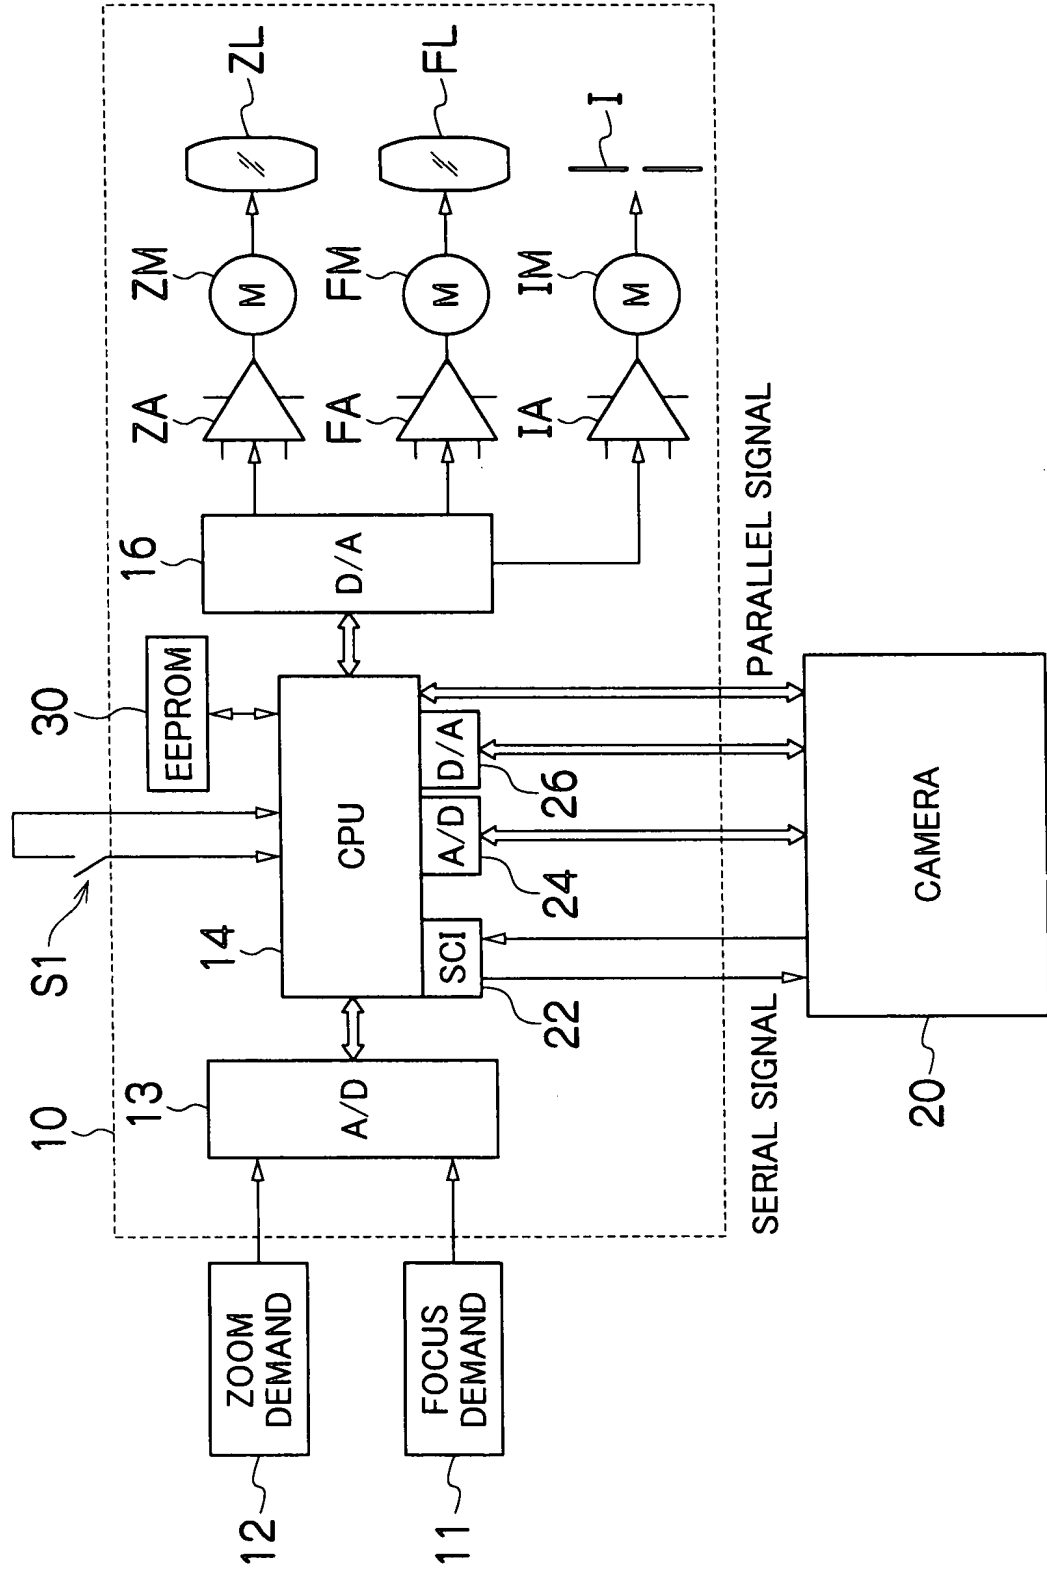 10
S1
30
16
ZA
ZM
ZL
13
14
EEPROM
12
ZOOM
DEMAND
A/D
CPU
D/A
M
FA
FM
FL
M
11
FOCUS
DEMAND
22
SCI
24
A/D
26
D/A
IA
IM
I
M
SERIAL SIGNAL
PARALLEL SIGNAL
20
CAMERA